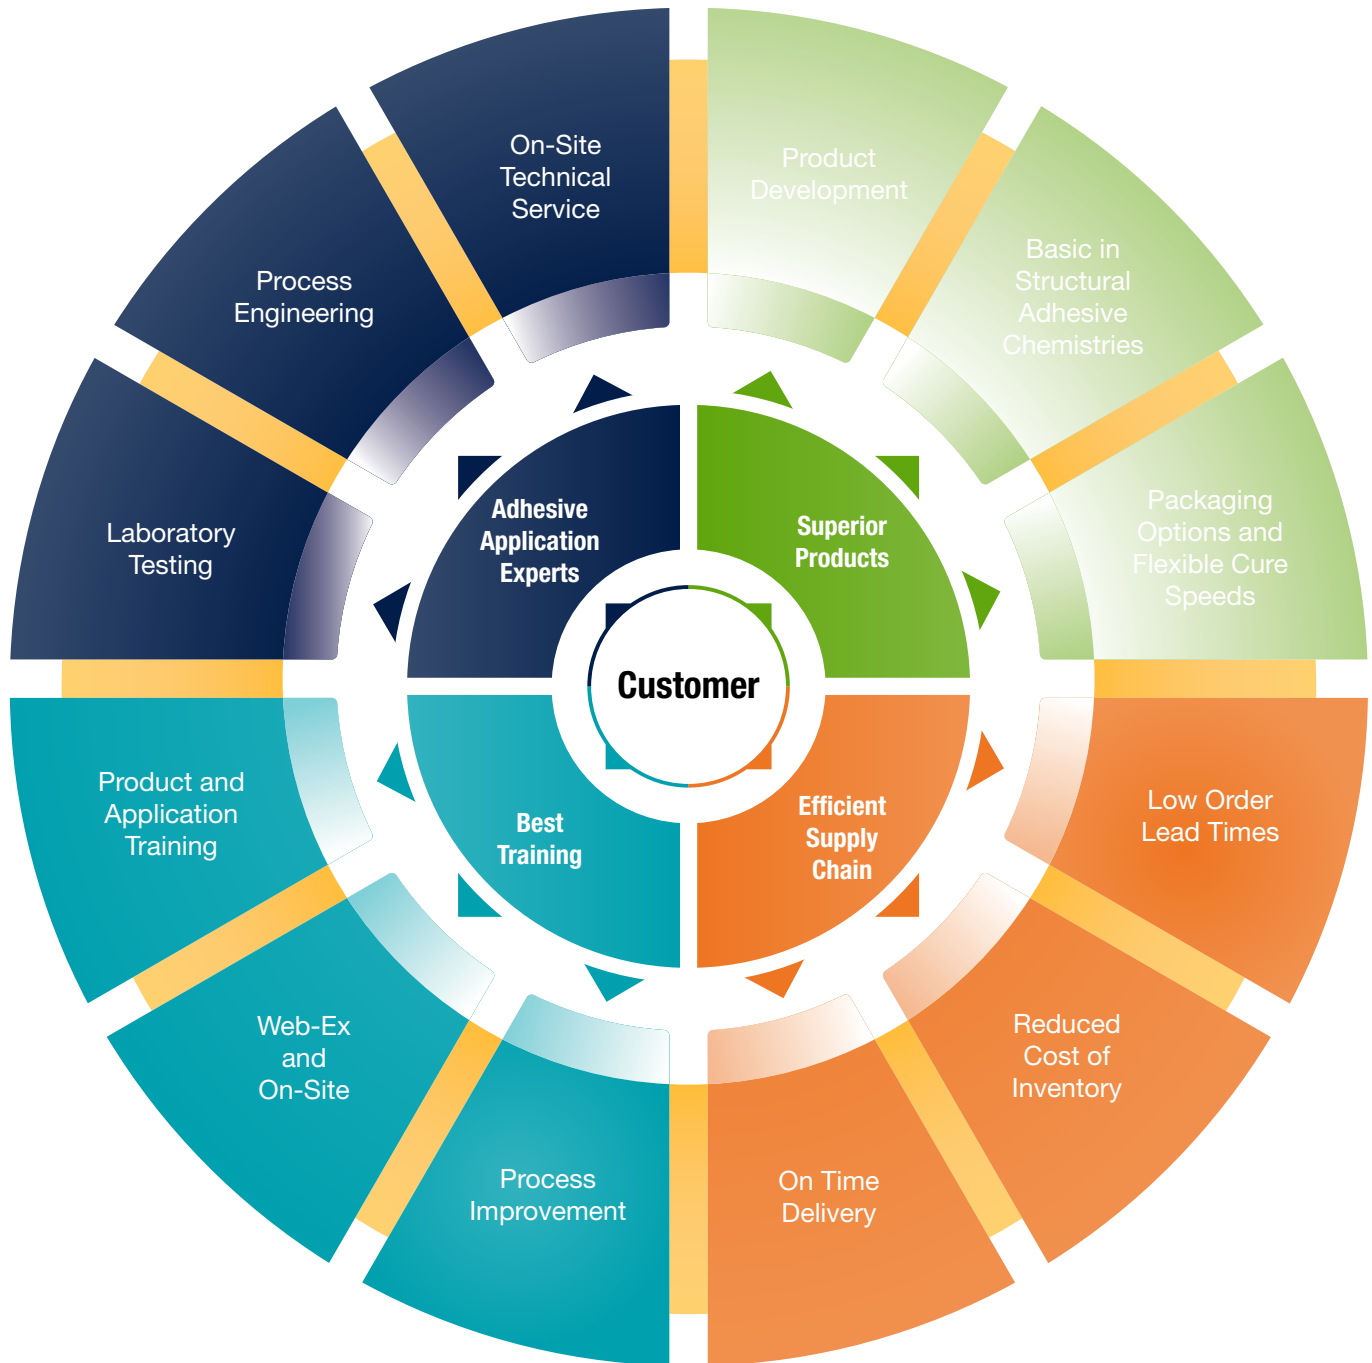 On-Site
Technical
Service
Product
Development
Process
Engineering
Basic in
Structural
Adhesive
Chemistries
Laboratory
Testing
Packaging
Options and
Flexible Cure
Speeds
Adhesive
Application
Experts
Superior
Products
Customer
Best
Training
Efficient
Supply
Chain
Product and
Application
Training
Low Order
Lead Times
Web-Ex
and
On-Site
Reduced
Cost of
Inventory
Process
Improvement
On Time
Delivery